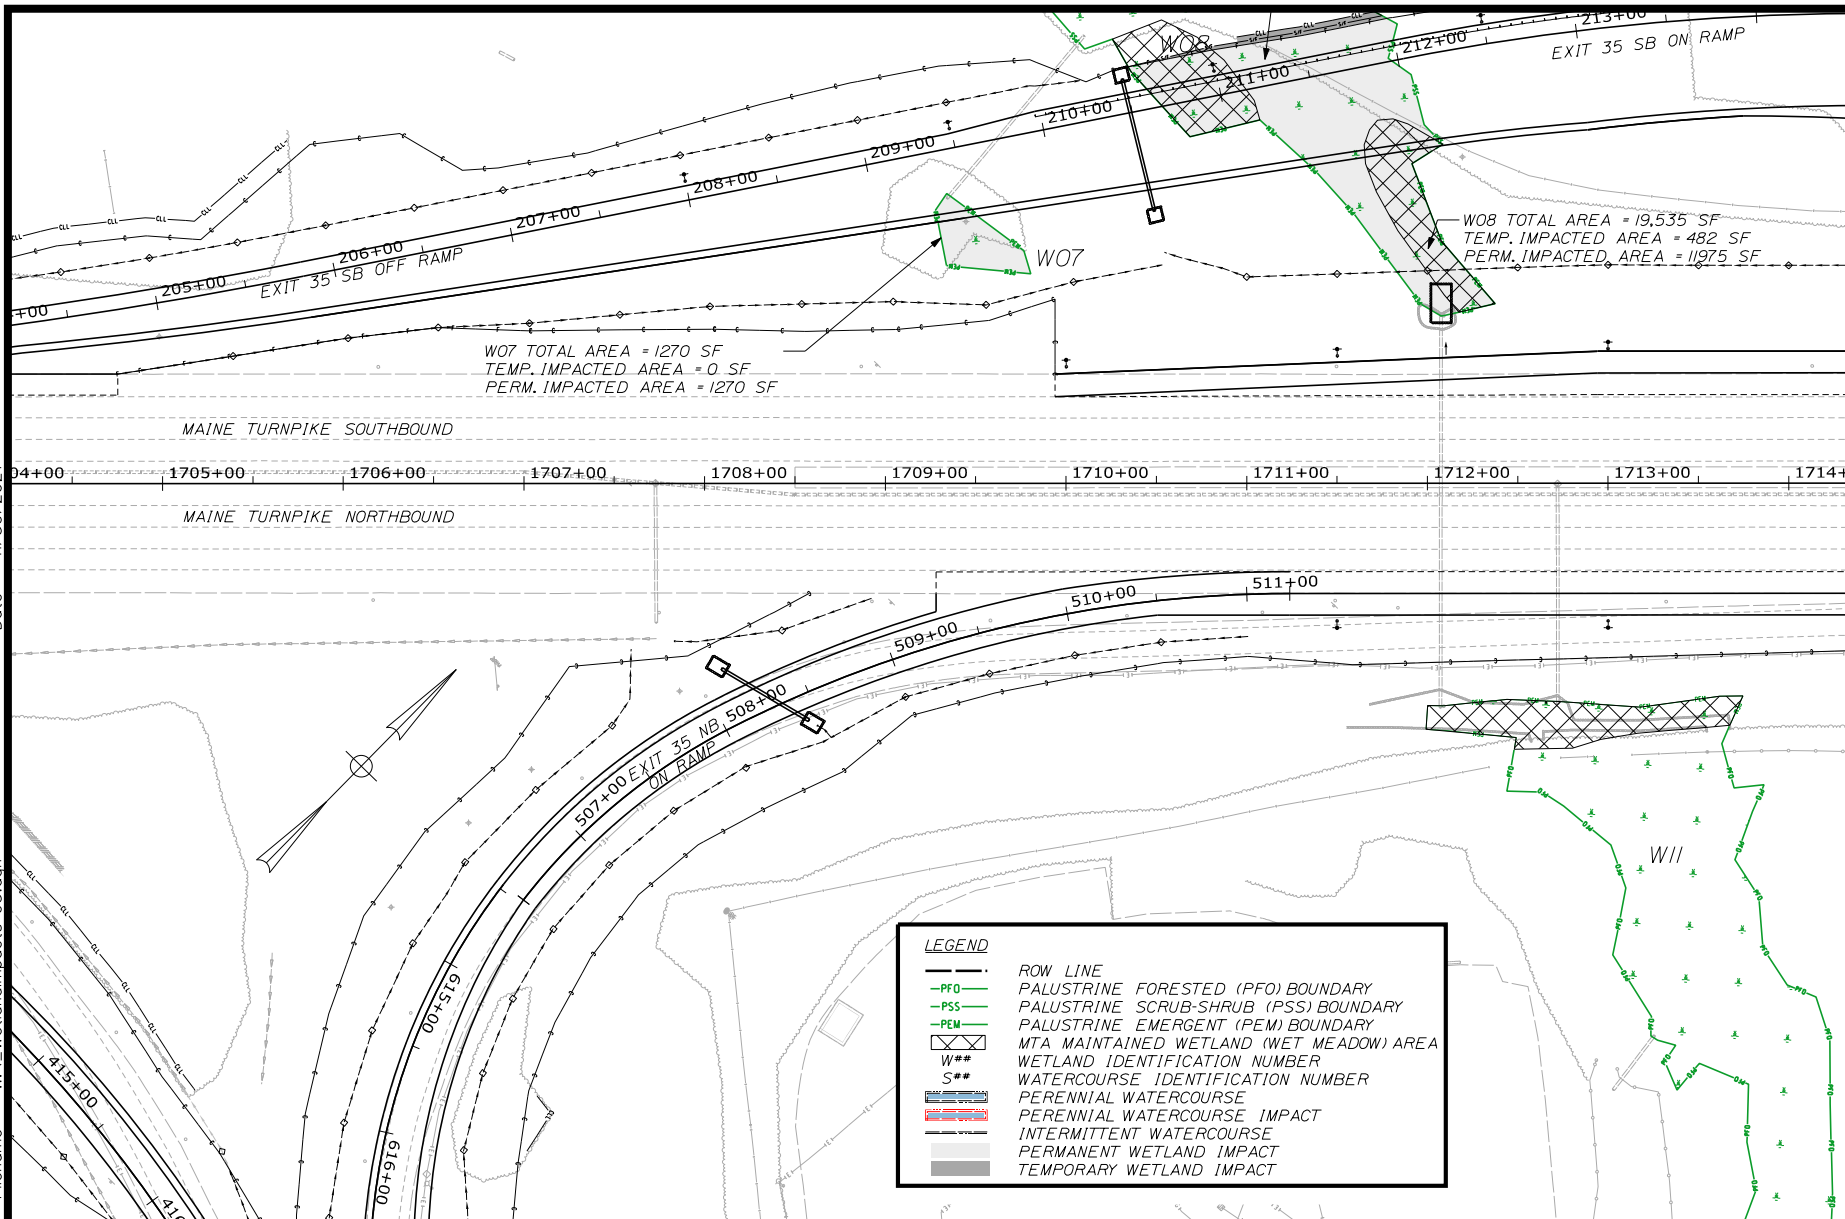 W08
213+00
212+00
EXIT 35 SB ON RAMP
211+00
210+00
209+00
208+00
207+00
206+00
205+00
+00
EXIT 35 SB OFF RAMP
W07
W08 TOTAL AREA = 19,535 SF
TEMP. IMPACTED AREA = 482 SF
PERM. IMPACTED AREA = 11975 SF
W07 TOTAL AREA = 1270 SF
TEMP. IMPACTED AREA = 0 SF
PERM. IMPACTED AREA = 1270 SF
MAINE TURNPIKE SOUTHBOUND
04+00 1705+00 1706+00 1707+00 1708+00 1709+00 1710+00 1711+00 1712+00 1713+00 1714+
MAINE TURNPIKE NORTHBOUND
511+00
510+00
509+00
508+00
507+00
EXIT 35 NB
ON RAMP
615+00
616+00
415+00
W11
LEGEND
ROW LINE
PFO PALUSTRINE FORESTED (PFO) BOUNDARY
PSS PALUSTRINE SCRUB-SHRUB (PSS) BOUNDARY
PEM PALUSTRINE EMERGENT (PEM) BOUNDARY
MTA MAINTAINED WETLAND (WET MEADOW) AREA
W## WETLAND IDENTIFICATION NUMBER
S## WATERCOURSE IDENTIFICATION NUMBER
PERENNIAL WATERCOURSE
PERENNIAL WATERCOURSE IMPACT
INTERMITTENT WATERCOURSE
PERMANENT WETLAND IMPACT
TEMPORARY WETLAND IMPACT